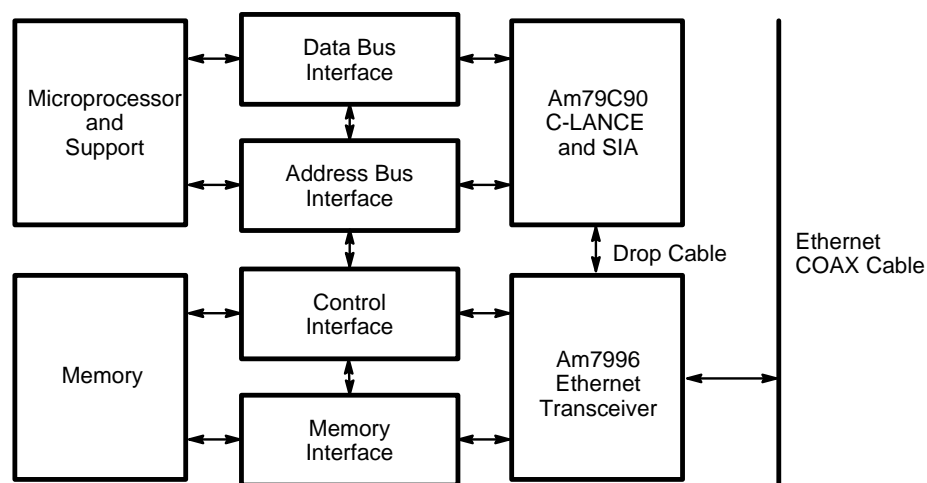 Microprocessor
and
Support
Data Bus
Interface
Am79C90
C-LANCE
and SIA
Address Bus
Interface
Drop Cable
Ethernet
COAX Cable
Memory
Control
Interface
Am7996
Ethernet
Transceiver
Memory
Interface